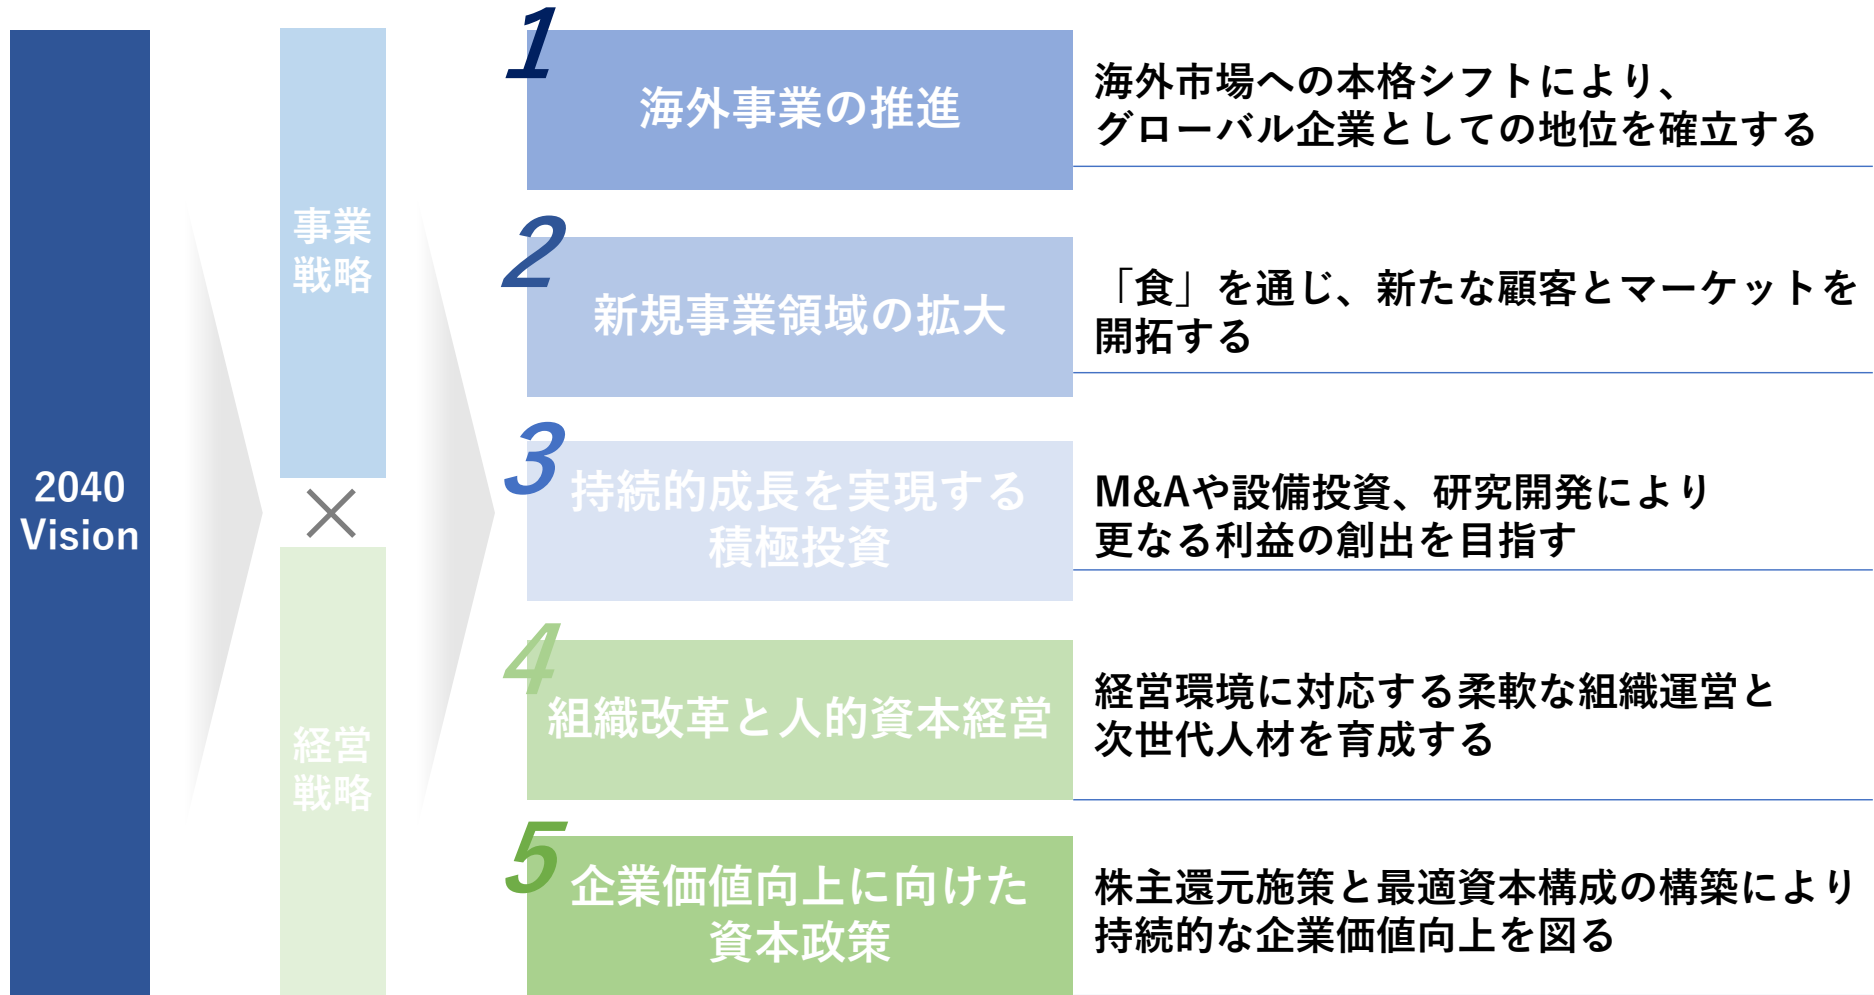 2040
Vision
事業
戦略
経営
戦略
1
海外事業の推進
海外市場への本格シフトにより、
グローバル企業としての地位を確立する
2
新規事業領域の拡大
「食」を通じ、新たな顧客とマーケットを
開拓する
3
持続的成長を実現する
積極投資
M&Aや設備投資、研究開発により
更なる利益の創出を目指す
4
組織改革と人的資本経営
経営環境に対応する柔軟な組織運営と
次世代人材を育成する
5
企業価値向上に向けた
資本政策
株主還元施策と最適資本構成の構築により
持続的な企業価値向上を図る